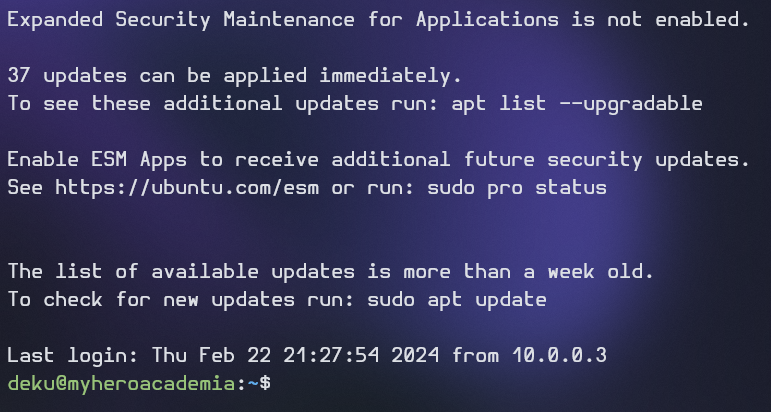 Expanded Security Maintenance for Applications is not enabled.
37 updates can be applied immediately.
To see these additional updates run: apt list --upgradable
Enable ESM Apps to receive additional future security updates.
See https://ubuntu.com/esm or run: sudo pro status
The list of available updates is more than a week old.
To check for new updates run: sudo apt update
Last login: Thu Feb 22 21:27:54 2024 from 10.0.0.3
deku@myheroacademia:~$